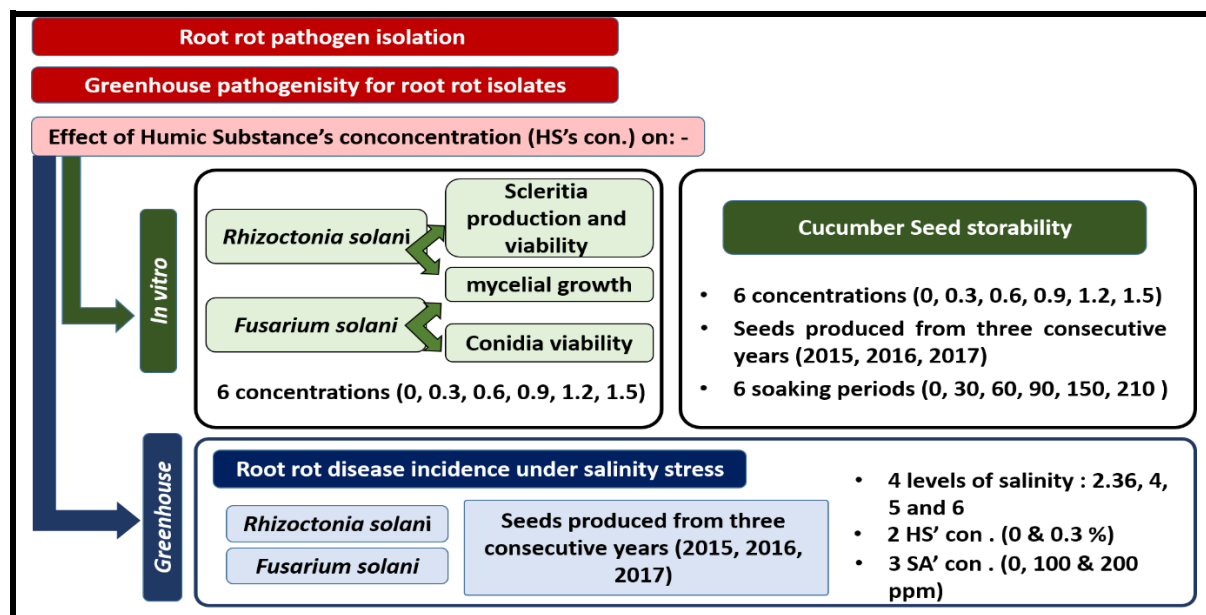 Root rot pathogen isolation
Greenhouse pathogenisity for root rot isolates
Effect of Humic Substance’s conconcentration (HS’s con.) on: -
In vitro
Rhizoctonia solani
Fusarium solani
Scleritia
production and
viability
mycelial growth
Conidia viability
6 concentrations (0, 0.3, 0.6, 0.9, 1.2, 1.5)
Cucumber Seed storability
• 6 concentrations (0, 0.3, 0.6, 0.9, 1.2, 1.5)
• Seeds produced from three consecutive
years (2015, 2016, 2017)
• 6 soaking periods (0, 30, 60, 90, 150, 210 )
Greenhouse
Root rot disease incidence under salinity stress
Rhizoctonia solani
Fusarium solani
Seeds produced from three
consecutive years (2015, 2016,
2017)
• 4 levels of salinity : 2.36, 4,
5 and 6
• 2 HS’ con . (0 & 0.3 %)
• 3 SA’ con . (0, 100 & 200
ppm)